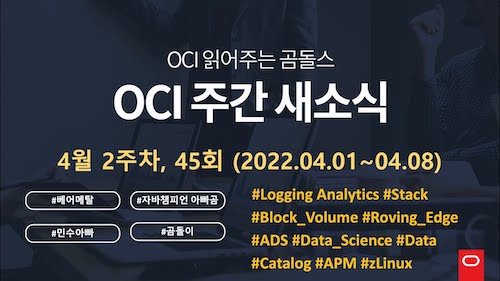 OCI 읽어주는 곰돌스
OCI 주간 새소식
4월 2주차, 45회 (2022.04.01~04.08)
#베어메탈 #자바챔피언 아빠곰
#민수아빠 #곰돌이
#Logging Analytics #Stack
#Block_Volume #Roving_Edge
#ADS #Data_Science #Data
#Catalog #APM #zLinux